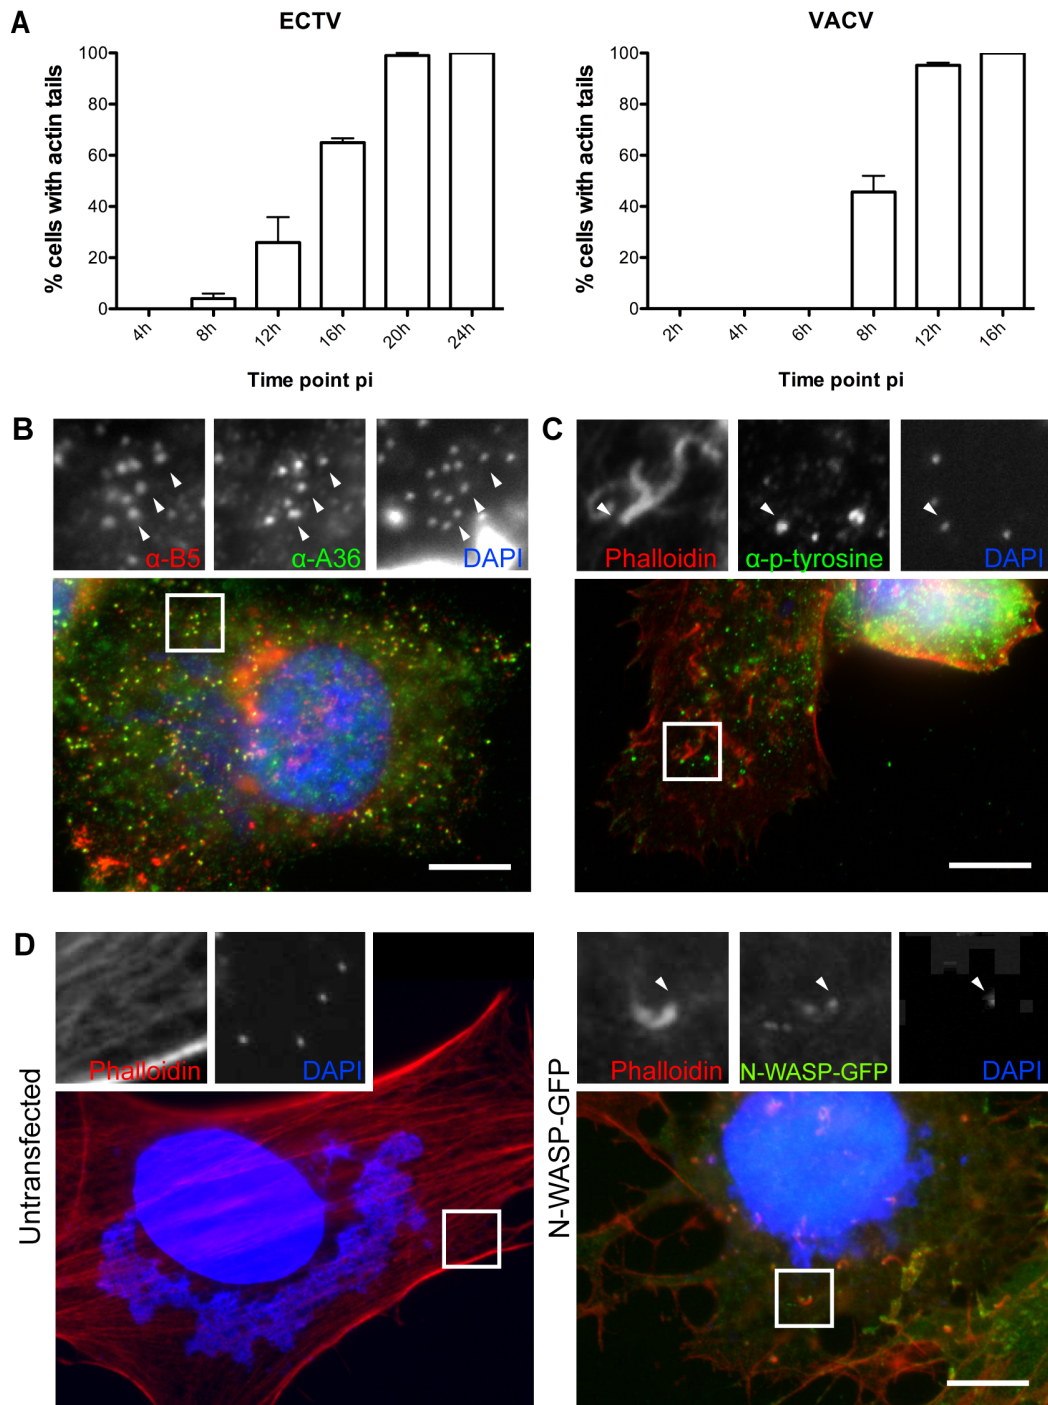 A
ECTV
% cells with actin tails
100
80
60
40
20
0
4h
8h
12h
16h
20h
24h
Time point pi
VACV
% cells with actin tails
100
80
60
40
20
0
2h
4h
6h
8h
12h
16h
Time point pi
B
α-B5
α-A36
DAPI
C
Phalloidin
α-p-tyrosine
DAPI
D
Untransfected
Phalloidin
DAPI
N-WASP-GFP
Phalloidin
N-WASP-GFP
DAPI